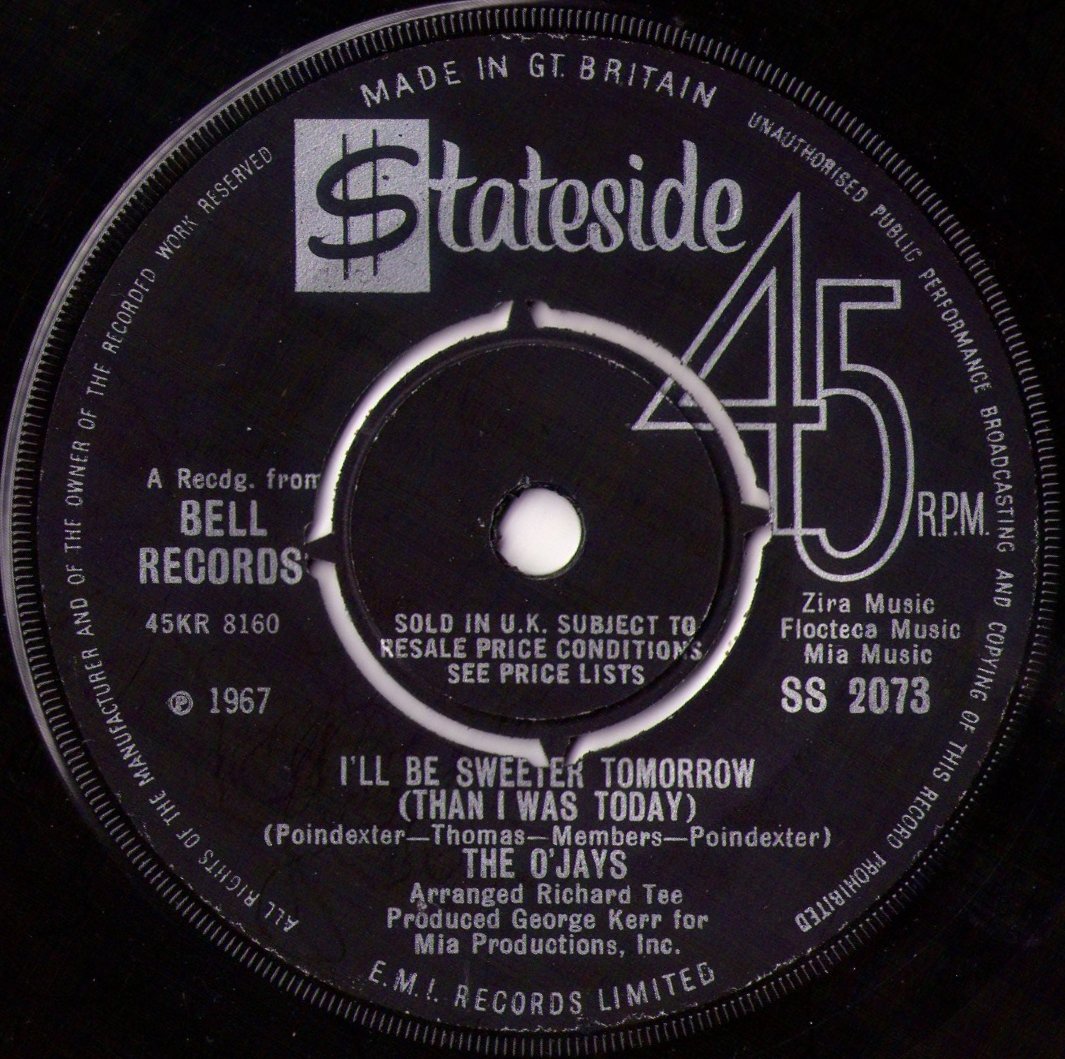 MADE IN GT. BRITAIN
UNAUTHORISED PUBLIC PERFORMANCE BROADCASTING AND COPYING OF THIS RECORD PROHIBITED
ALL RIGHTS OF THE MANUFACTURER AND OF THE OWNER OF THE RECORDED WORK RESERVED
$tateside
45 R.P.M.
A Recdg. from
BELL
RECORDS
45KR 8160
℗ 1967
SOLD IN U.K. SUBJECT TO
RESALE PRICE CONDITIONS
SEE PRICE LISTS
Zira Music
Flocteca Music
Mia Music
SS 2073
I'LL BE SWEETER TOMORROW
(THAN I WAS TODAY)
(Poindexter—Thomas—Members—Poindexter)
THE O'JAYS
Arranged Richard Tee
Produced George Kerr for
Mia Productions, Inc.
E.M.I. RECORDS LIMITED